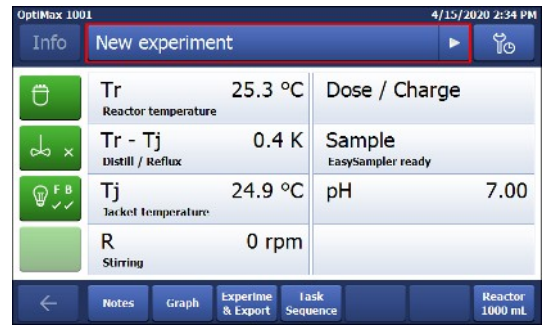 OptiMax 1001 4/15/2020 2:34 PM
Info New experiment
Tr 25.3 °C Dose / Charge
Reactor temperature
Tr - Tj 0.4 K Sample
Distill / Reflux EasySampler ready
F B
Tj 24.9 °C pH 7.00
Jacket temperature
R 0 rpm
Stirring
Notes Graph Experime Task Reactor
& Export Sequence 1000 mL